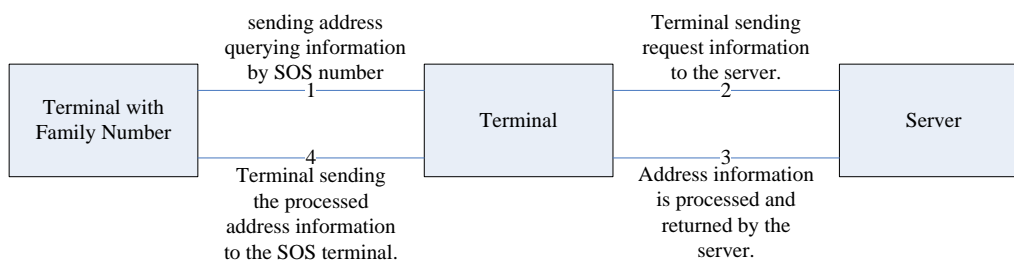 sending address
querying information
by SOS number
Terminal sending
request information
to the server.
Terminal with
Family Number
1
Terminal
2
Server
4
Terminal sending
the processed
address information
to the SOS terminal.
3
Address information
is processed and
returned by the
server.